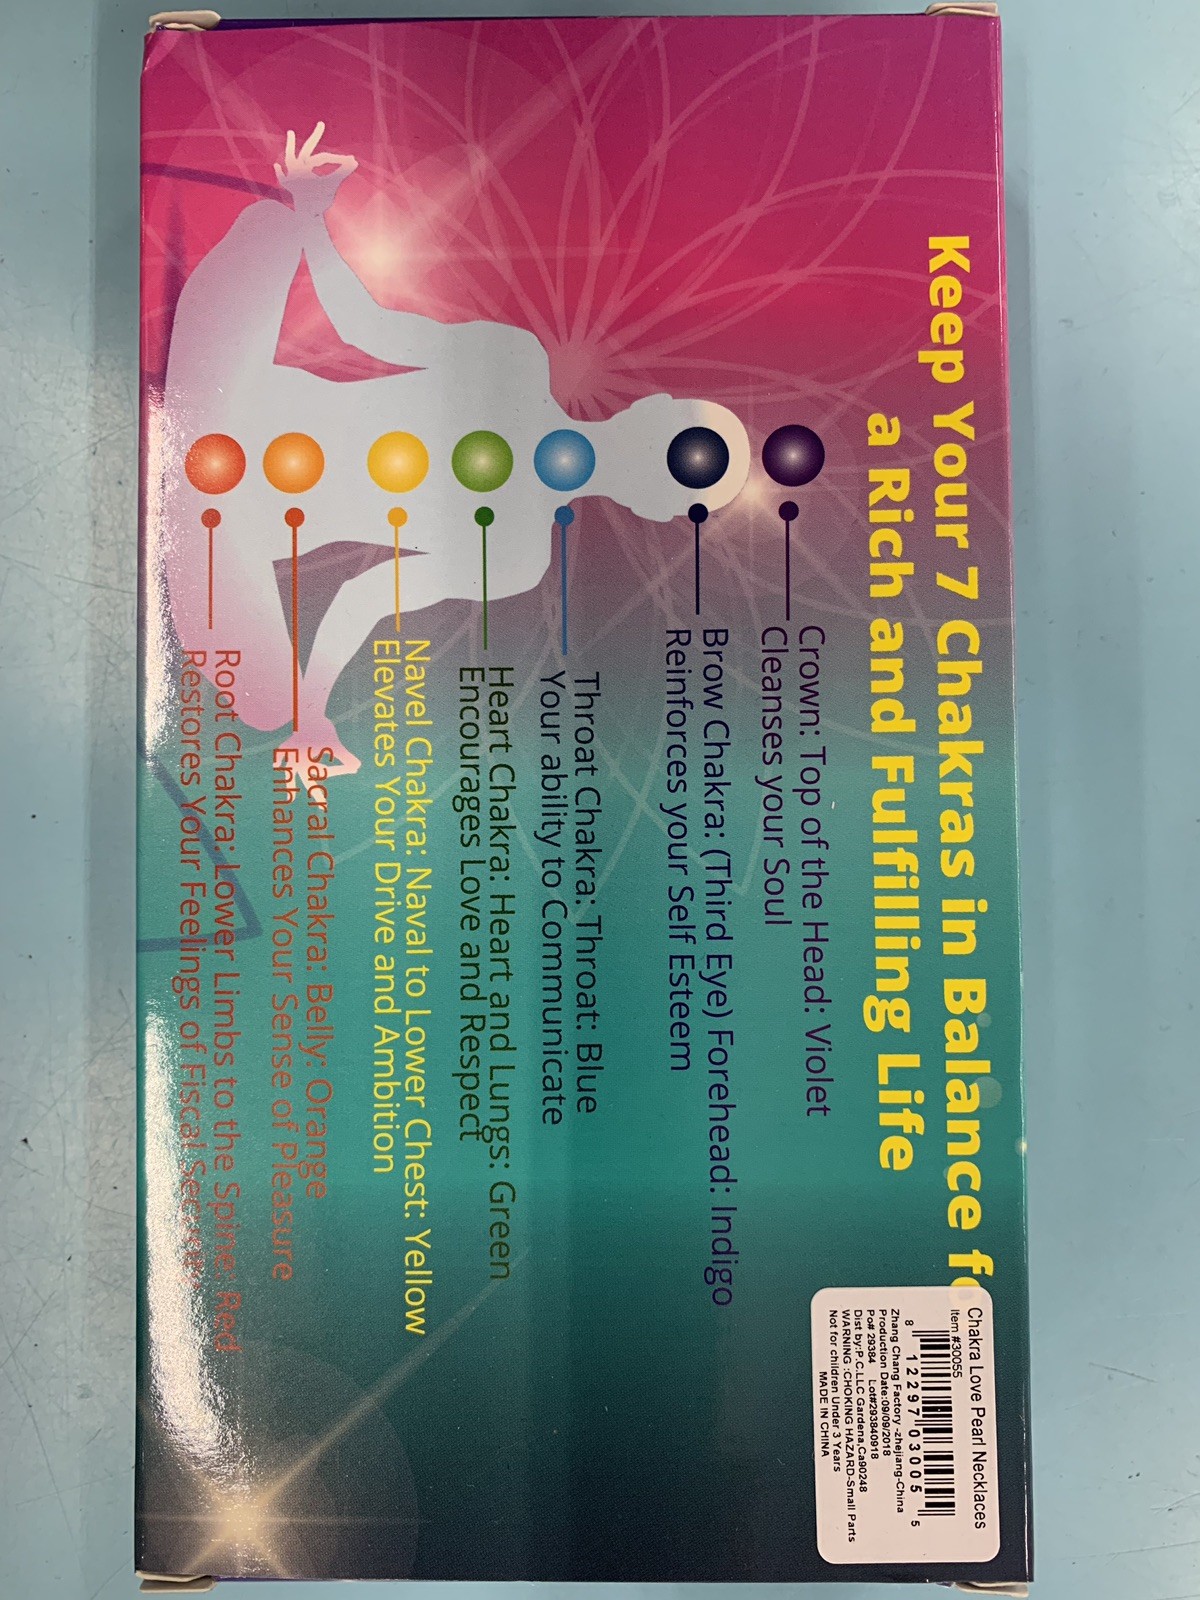 Keep Your 7 Chakras in Balance
a Rich and Fulfilling Life
Crown: Top of the Head: Violet
Cleanses your Soul
Brow Chakra: (Third Eye) Forehead: Indigo
Reinforces your Self Esteem
Throat Chakra: Throat: Blue
Your ability to Communicate
Heart Chakra: Heart and Lungs: Green
Encourages Love and Respect
Navel Chakra: Naval to Lower Chest: Yellow
Elevates Your Drive and Ambition
Sacral Chakra: Belly: Orange
Enhances Your Sense of Pleasure
Root Chakra: Lower Limbs to the Spine: Red
Restores Your Feelings of Fiscal Security
Chakra Love Pearl Necklaces
Item #30055
8 12297 03005 5
Zhang Chang Factory -zhejiang-China
Production Date:09/09/2018
Po# 29384 Lot#293840918
Dist by:P.C.LLC Gardena,Ca90248
WARNING :CHOKING HAZARD-Small Parts
Not for children Under 3 Years
MADE IN CHINA